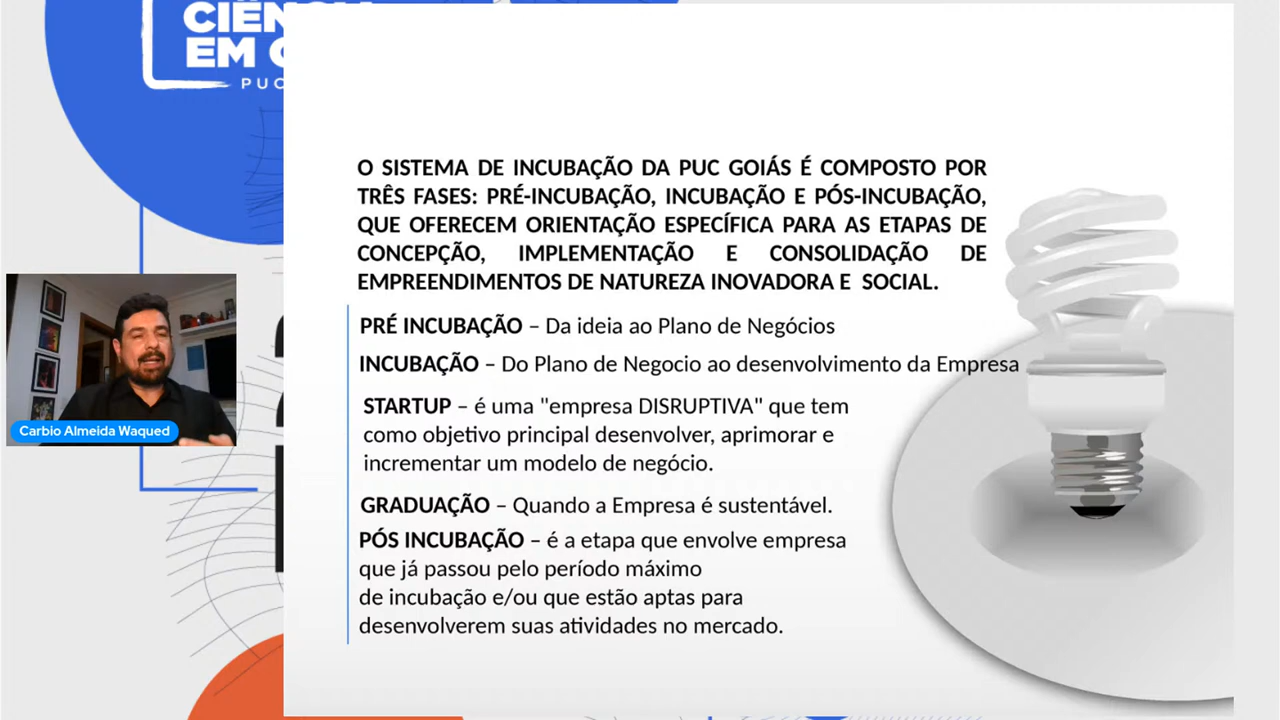 CIÊN
EM
PUC
O SISTEMA DE INCUBAÇÃO DA PUC GOIÁS É COMPOSTO POR
TRÊS FASES: PRÉ-INCUBAÇÃO, INCUBAÇÃO E PÓS-INCUBAÇÃO,
QUE OFERECEM ORIENTAÇÃO ESPECÍFICA PARA AS ETAPAS DE
CONCEPÇÃO, IMPLEMENTAÇÃO E CONSOLIDAÇÃO DE
EMPREENDIMENTOS DE NATUREZA INOVADORA E SOCIAL.
PRÉ INCUBAÇÃO – Da ideia ao Plano de Negócios
INCUBAÇÃO – Do Plano de Negocio ao desenvolvimento da Empresa
STARTUP – é uma "empresa DISRUPTIVA" que tem
como objetivo principal desenvolver, aprimorar e
incrementar um modelo de negócio.
GRADUAÇÃO – Quando a Empresa é sustentável.
PÓS INCUBAÇÃO – é a etapa que envolve empresa
que já passou pelo período máximo
de incubação e/ou que estão aptas para
desenvolverem suas atividades no mercado.
Carbio Almeida Waqued